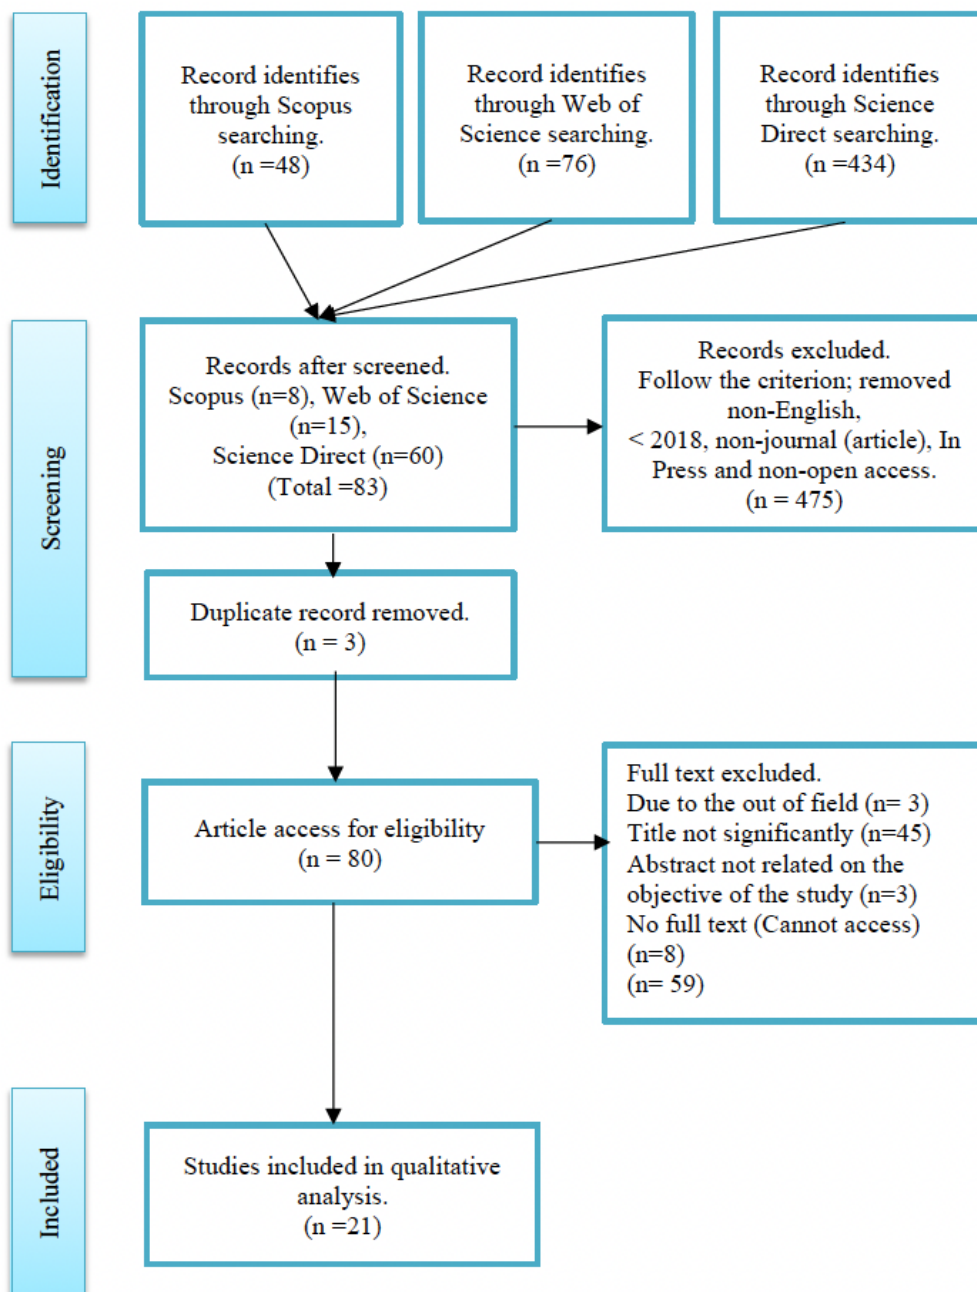 Identification
Record identifies
through Scopus
searching.
(n =48)
Record identifies
through Web of
Science searching.
(n =76)
Record identifies
through Science
Direct searching.
(n =434)
Screening
Records after screened.
Scopus (n=8), Web of Science
(n=15),
Science Direct (n=60)
(Total =83)
Records excluded.
Follow the criterion; removed
non-English,
< 2018, non-journal (article), In
Press and non-open access.
(n = 475)
Duplicate record removed.
(n = 3)
Eligibility
Article access for eligibility
(n = 80)
Full text excluded.
Due to the out of field (n= 3)
Title not significantly (n=45)
Abstract not related on the
objective of the study (n=3)
No full text (Cannot access)
(n=8)
(n= 59)
Included
Studies included in qualitative
analysis.
(n =21)